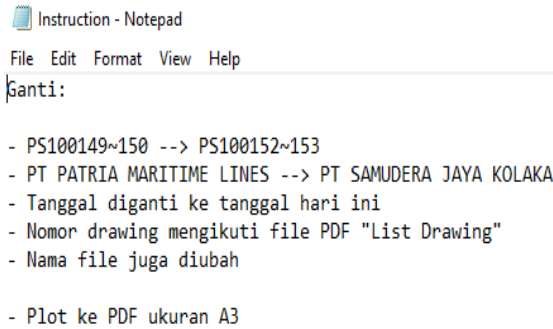 Instruction - Notepad
File Edit Format View Help
Ganti:
- PS100149~150 --> PS100152~153
- PT PATRIA MARITIME LINES --> PT SAMUDERA JAYA KOLAKA
- Tanggal diganti ke tanggal hari ini
- Nomor drawing mengikuti file PDF "List Drawing"
- Nama file juga diubah
- Plot ke PDF ukuran A3